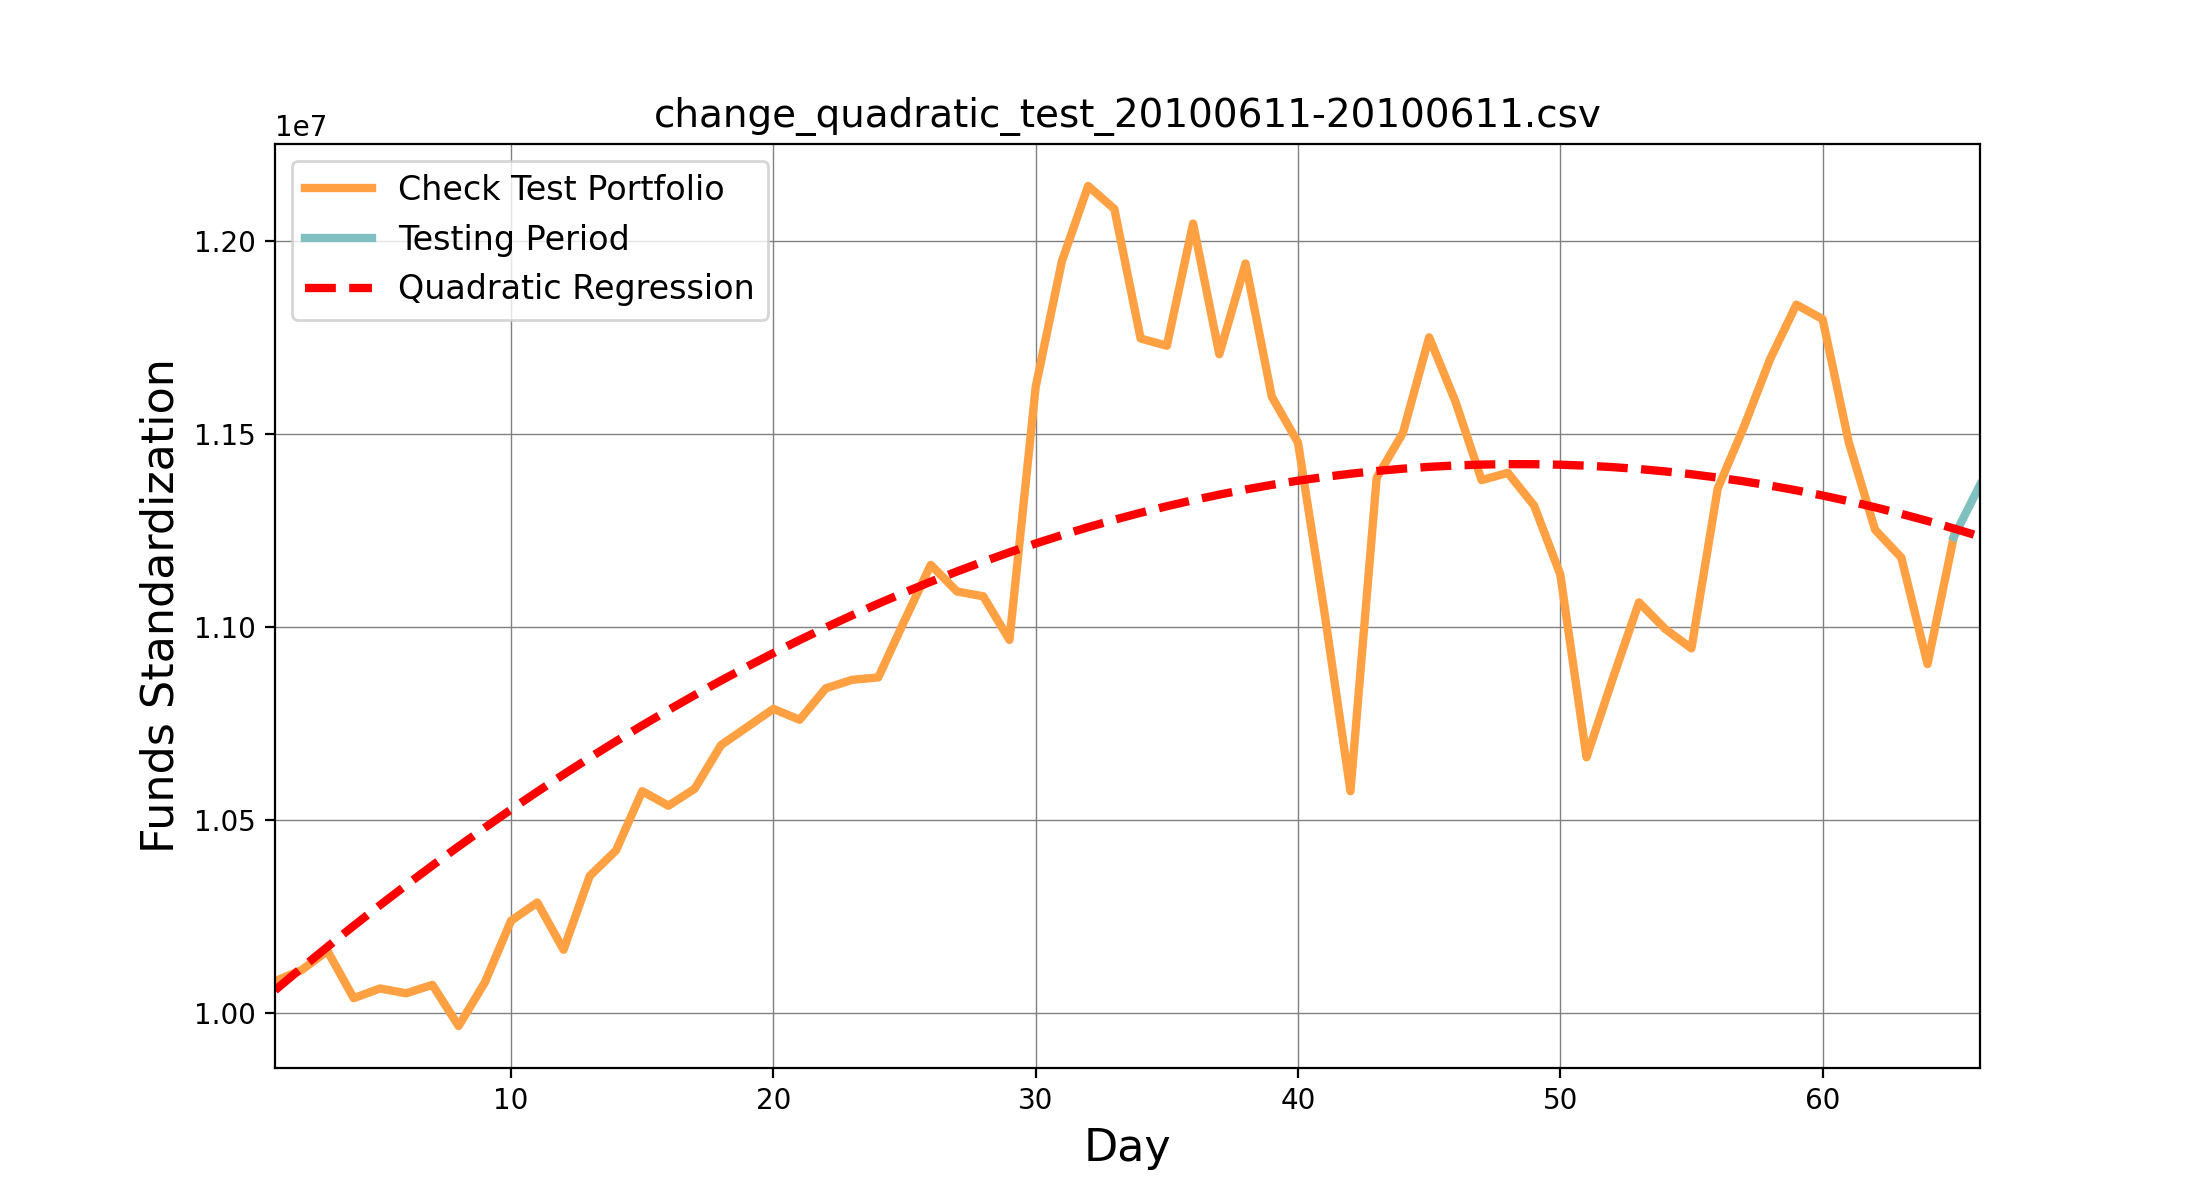 change_quadratic_test_20100611-20100611.csv
1e7
Check Test Portfolio
Testing Period
Quadratic Regression
1.20
1.15
1.10
1.05
1.00
Funds Standardization
10 20 30 40 50 60
Day